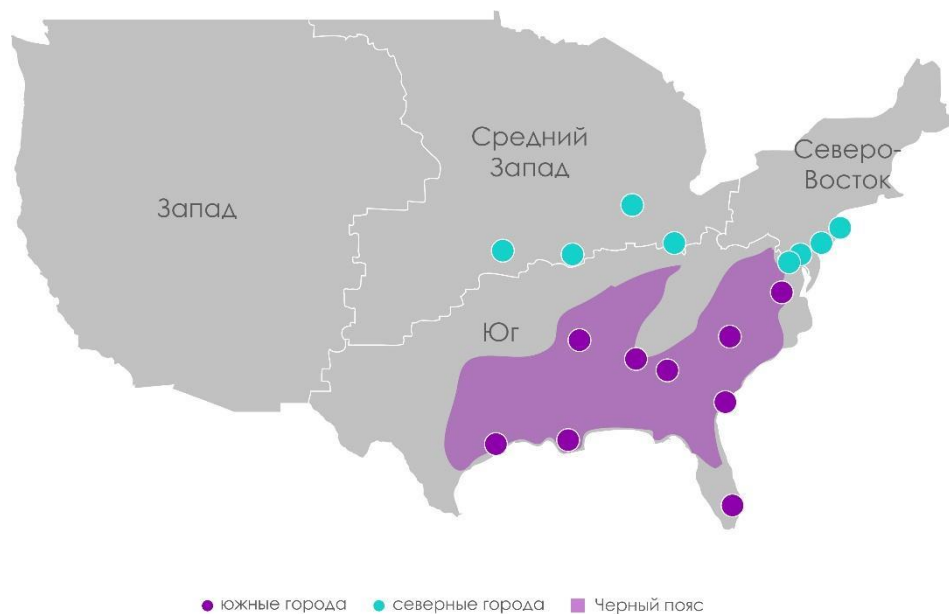 Средний
Запад
Северо-
Восток
Запад
Юг
южные города
северные города
Черный пояс